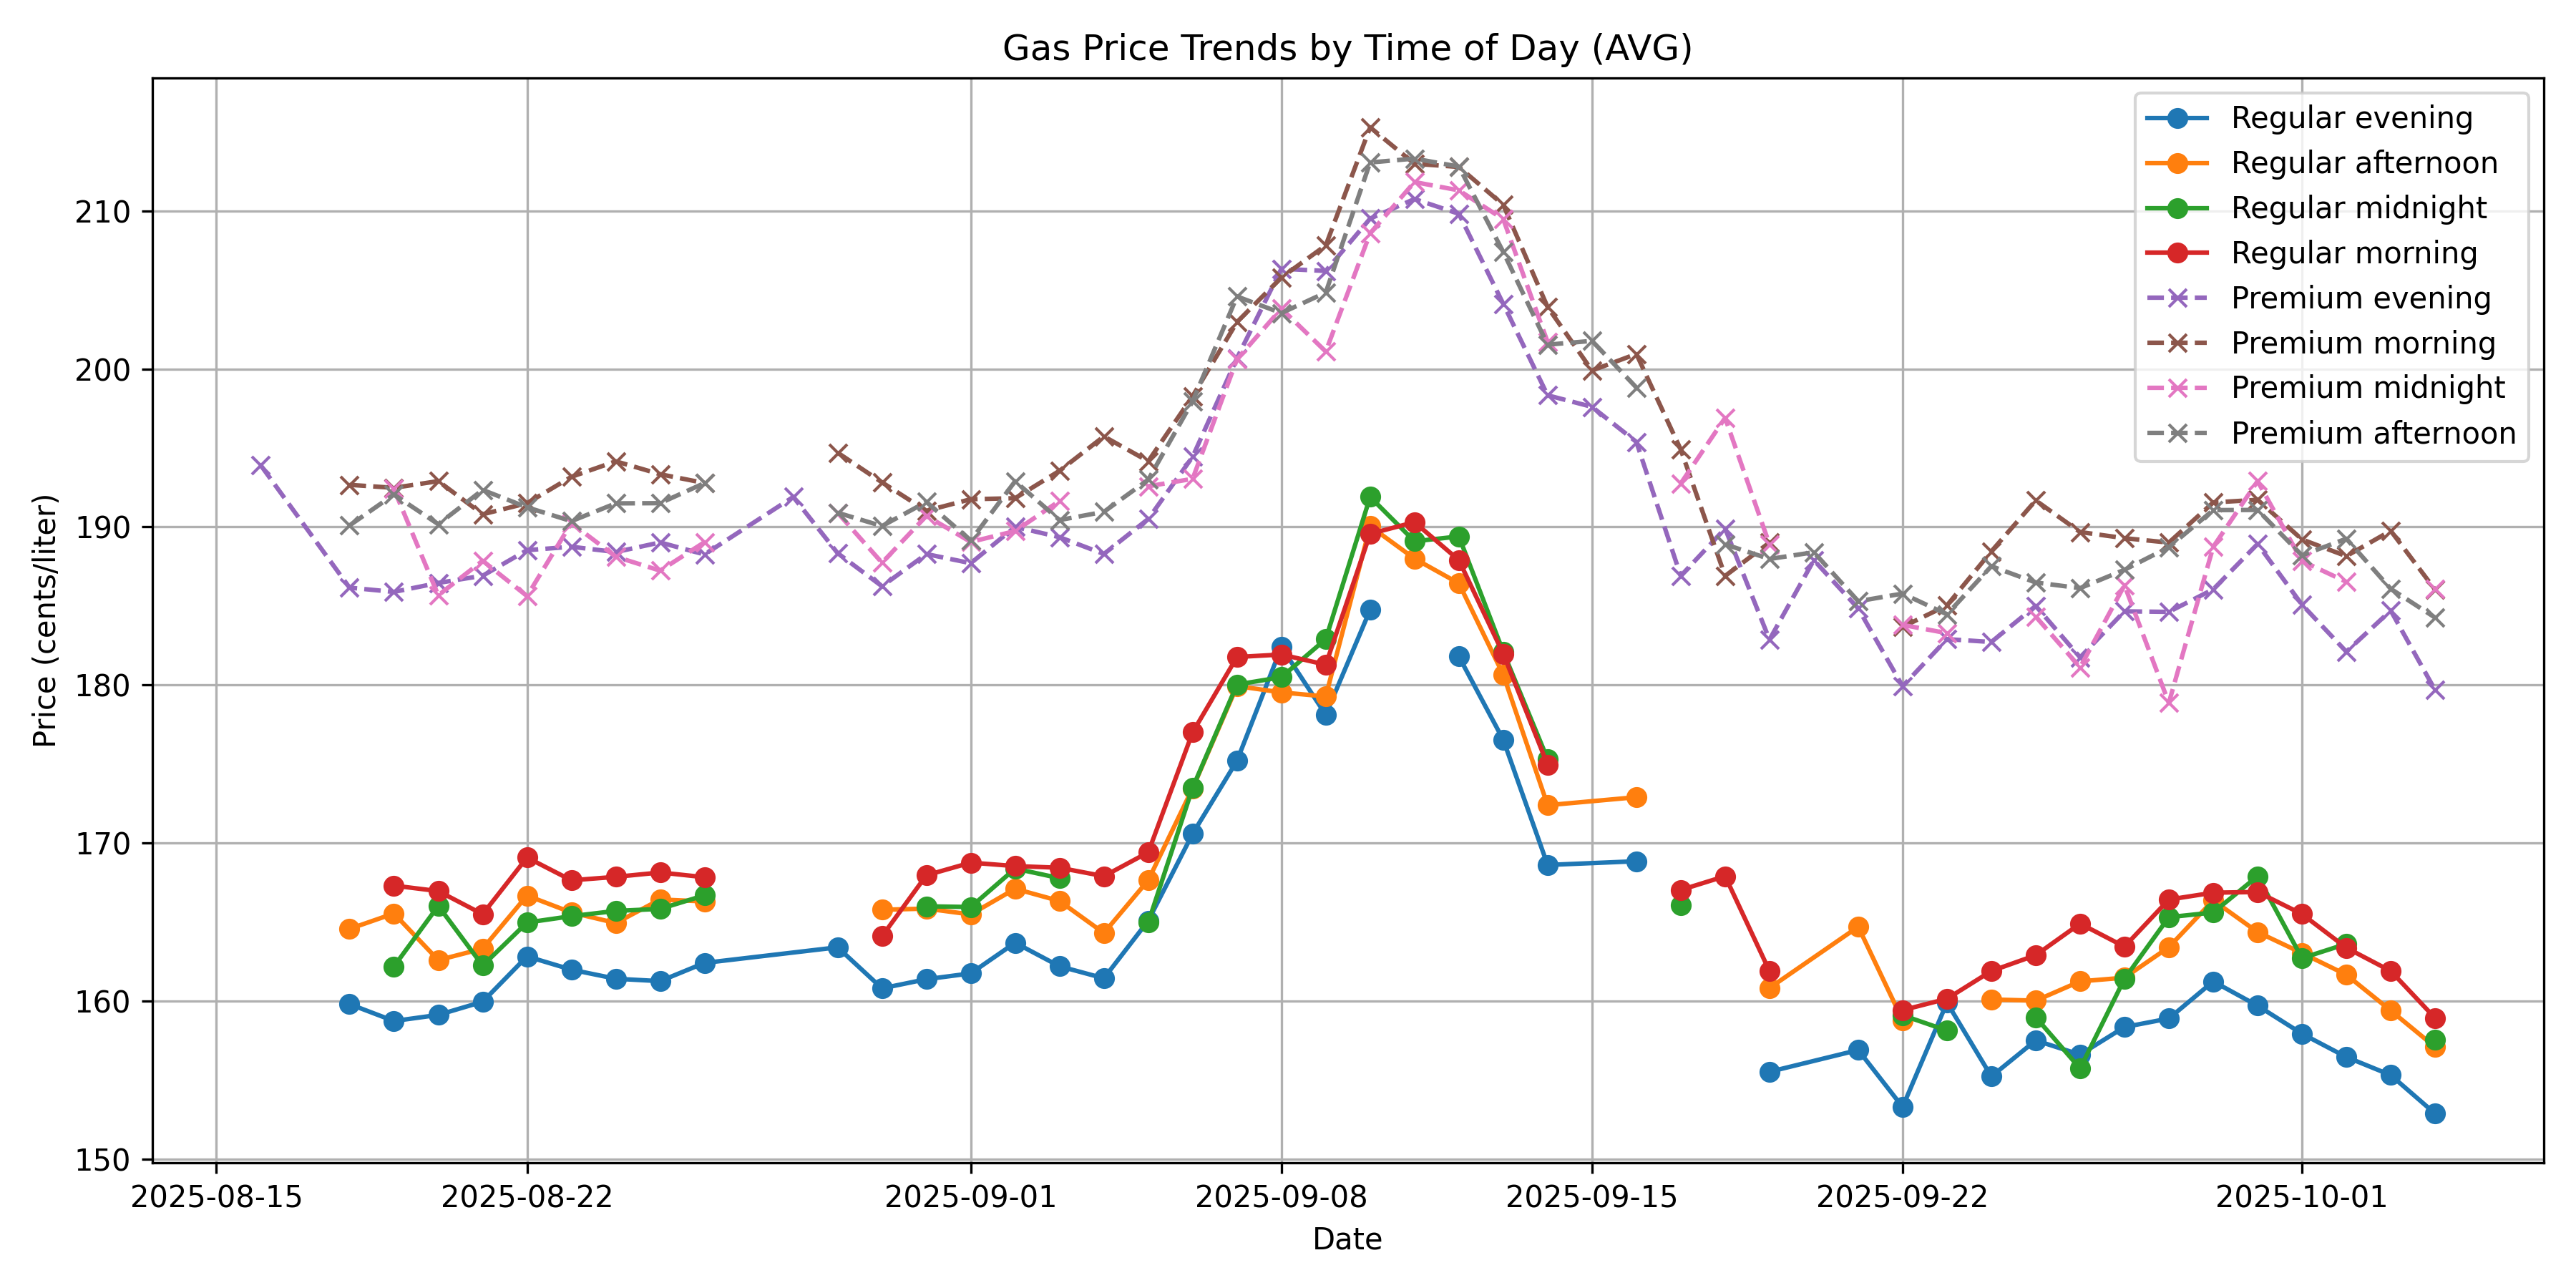 Gas Price Trends by Time of Day (AVG)
Regular evening
Regular afternoon
Regular midnight
Regular morning
Premium evening
Premium morning
Premium midnight
Premium afternoon
210
200
190
180
170
160
150
Price (cents/liter)
2025-08-15 2025-08-22 2025-09-01 2025-09-08 2025-09-15 2025-09-22 2025-10-01
Date